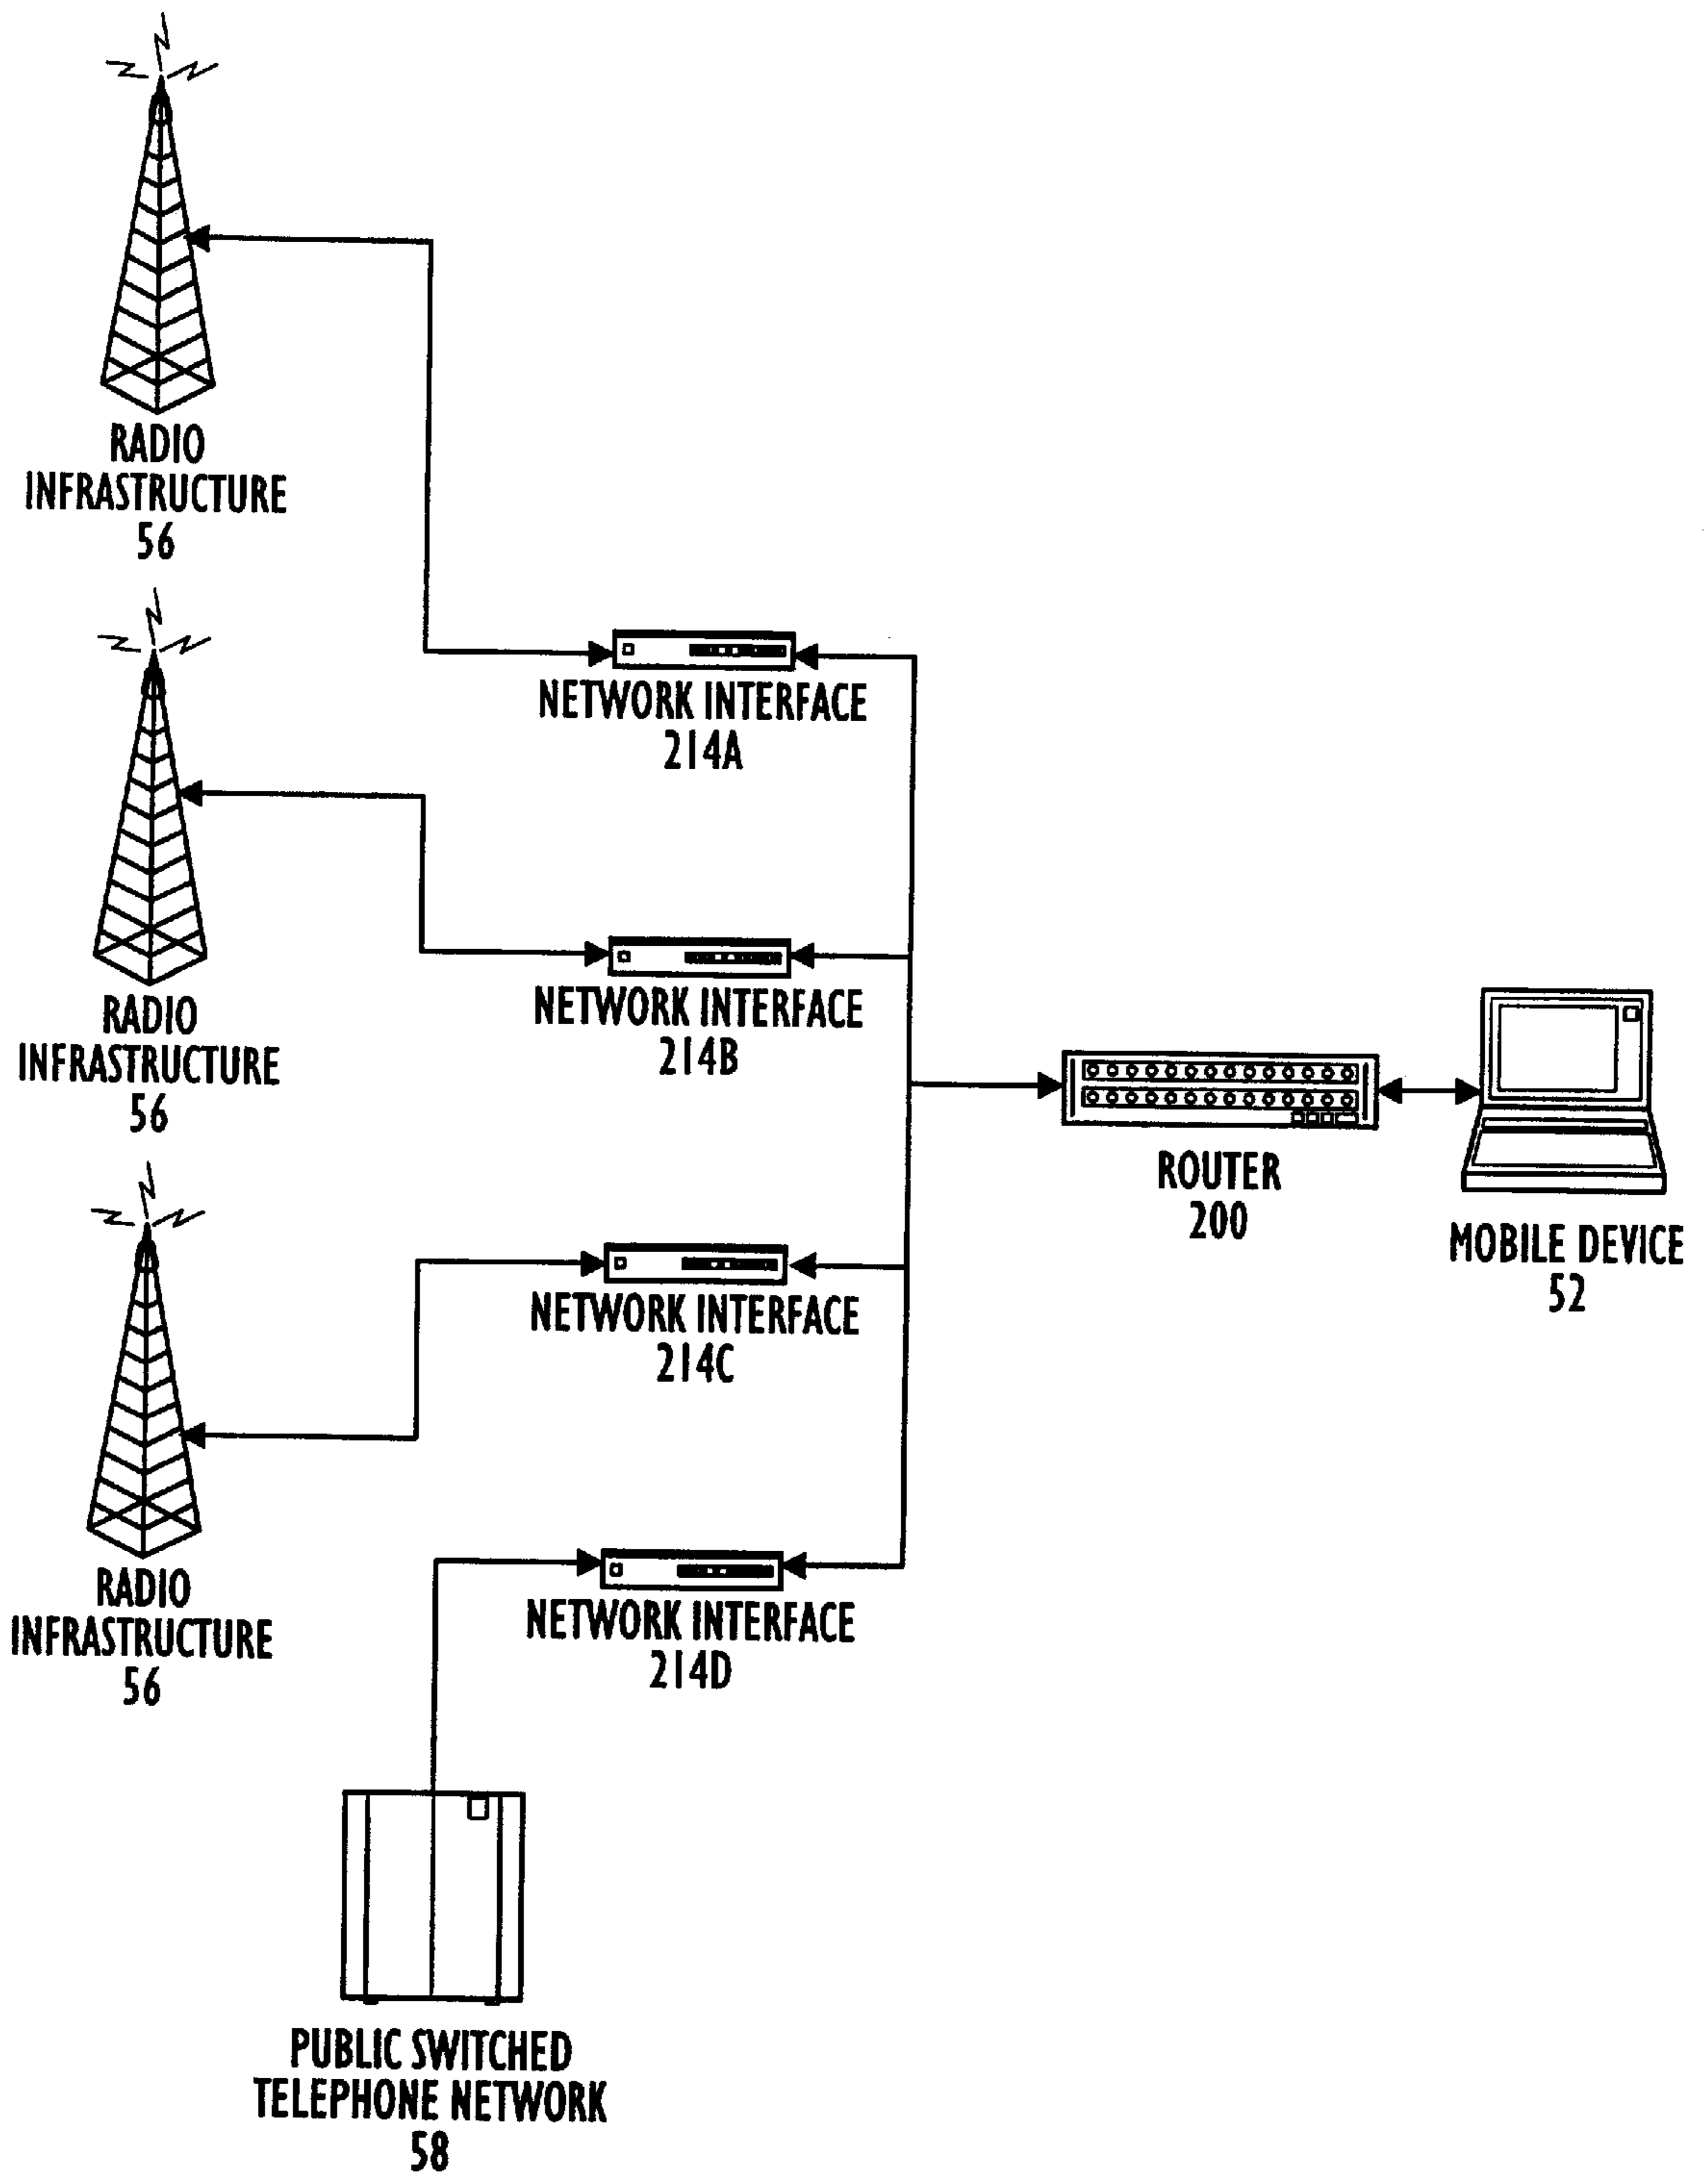 RADIO
INFRASTRUCTURE
56
NETWORK INTERFACE
214A
RADIO
INFRASTRUCTURE
56
NETWORK INTERFACE
214B
ROUTER
200
MOBILE DEVICE
52
NETWORK INTERFACE
214C
RADIO
INFRASTRUCTURE
56
NETWORK INTERFACE
214D
PUBLIC SWITCHED
TELEPHONE NETWORK
58